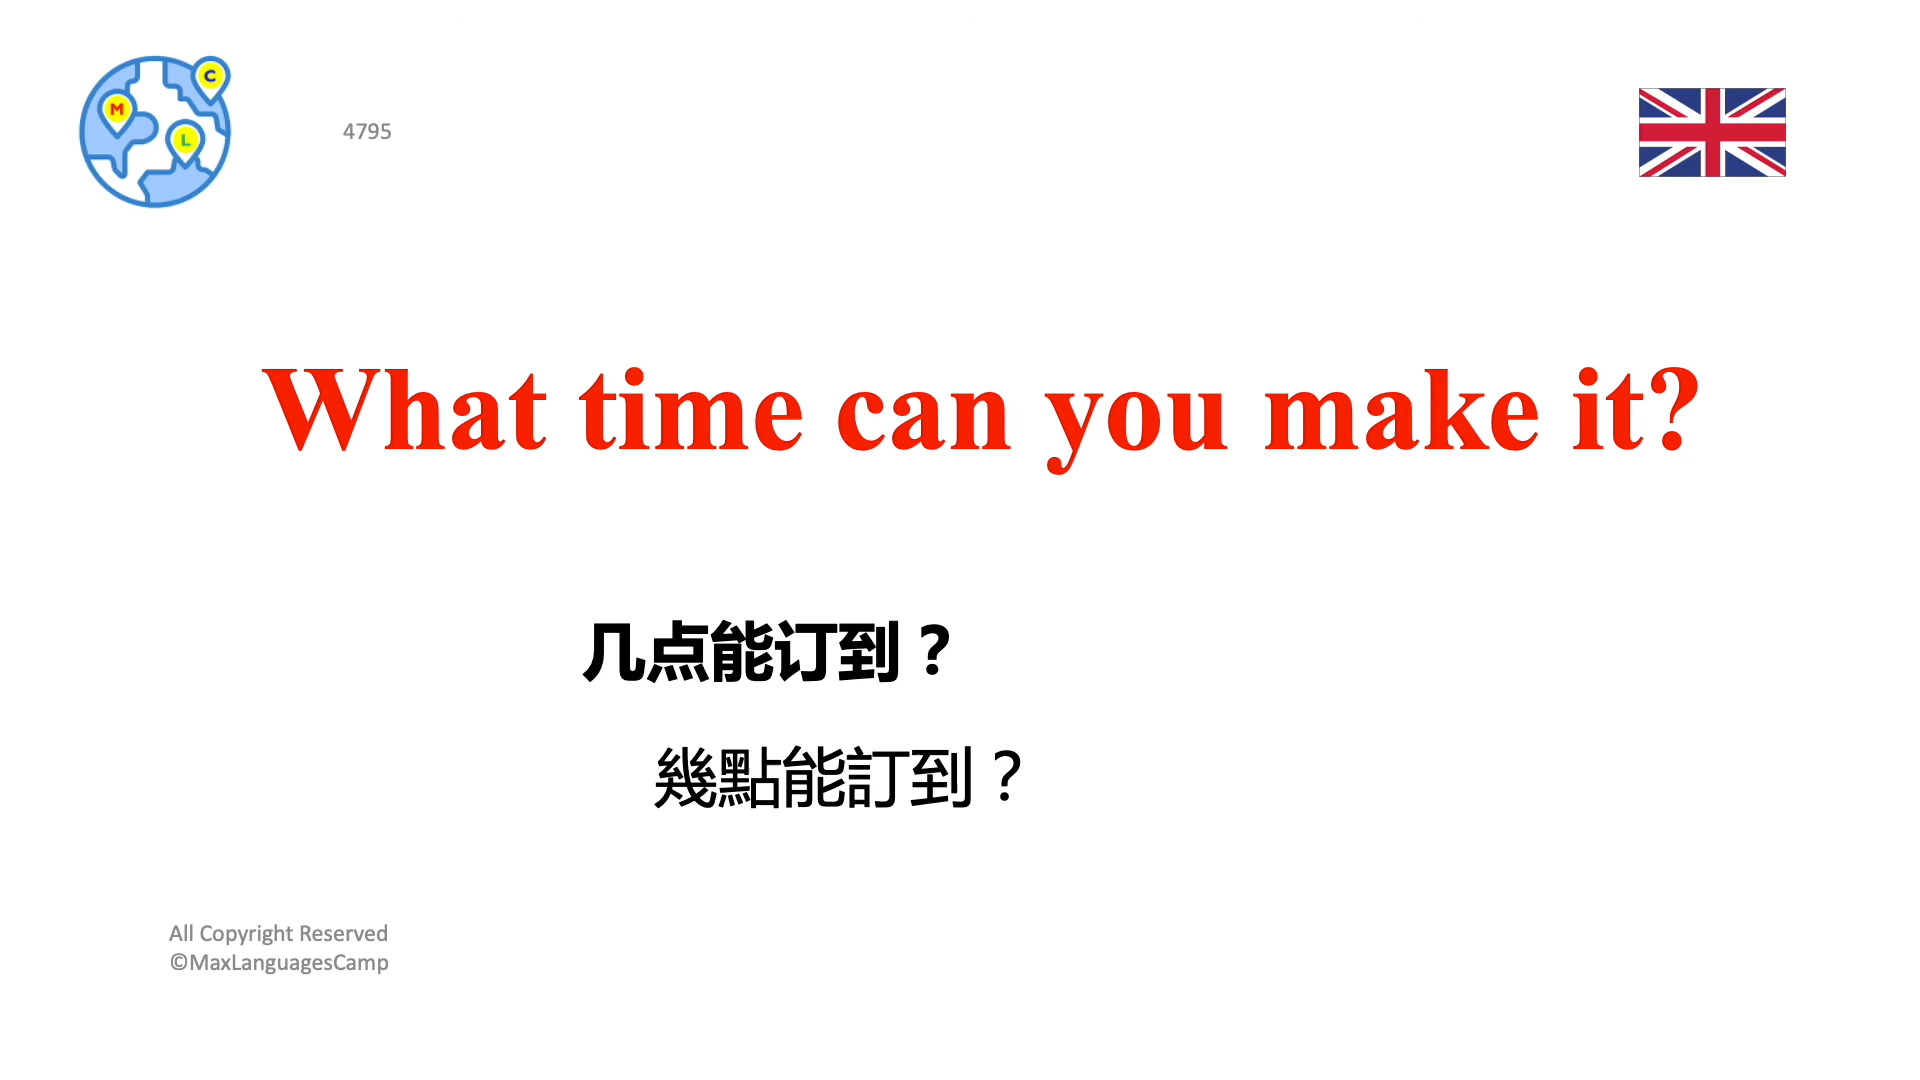 C
M
L
4795
What time can you make it?
几点能订到？
幾點能訂到？
All Copyright Reserved
©MaxLanguagesCamp